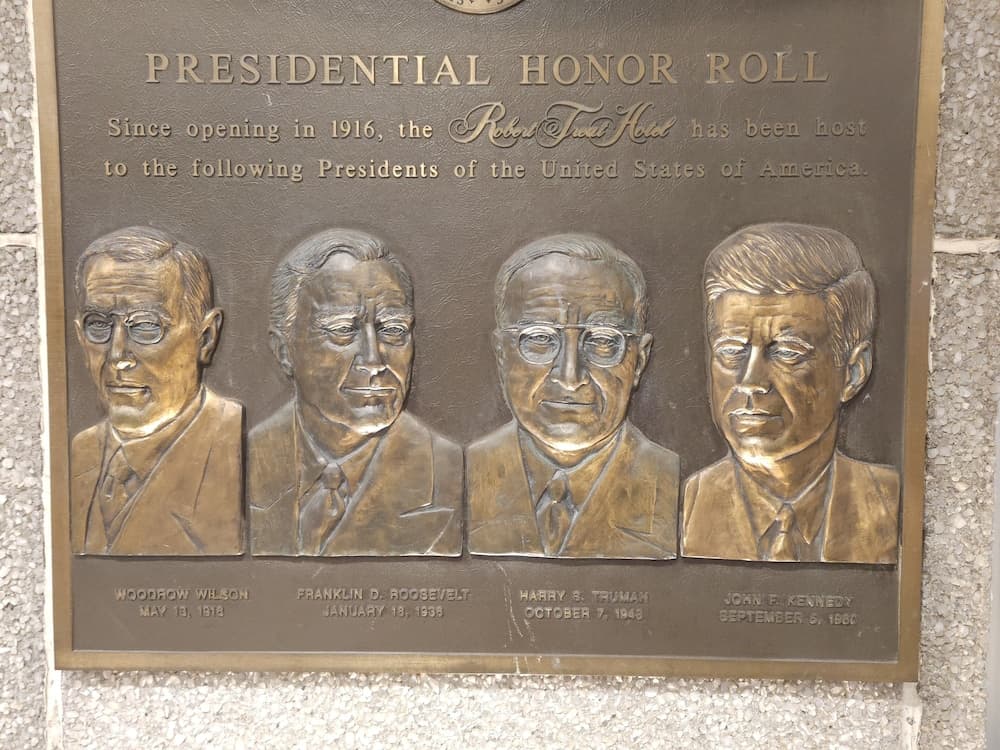 PRESIDENTIAL HONOR ROLL
Since opening in 1916, the Robert Treat Hotel has been host
to the following Presidents of the United States of America.
WOODROW WILSON FRANKLIN D. ROOSEVELT HARRY S. TRUMAN JOHN F. KENNEDY
MAY 13, JANUARY 18, OCTOBER 7, 1948 SEPTEMBER 5, 1960